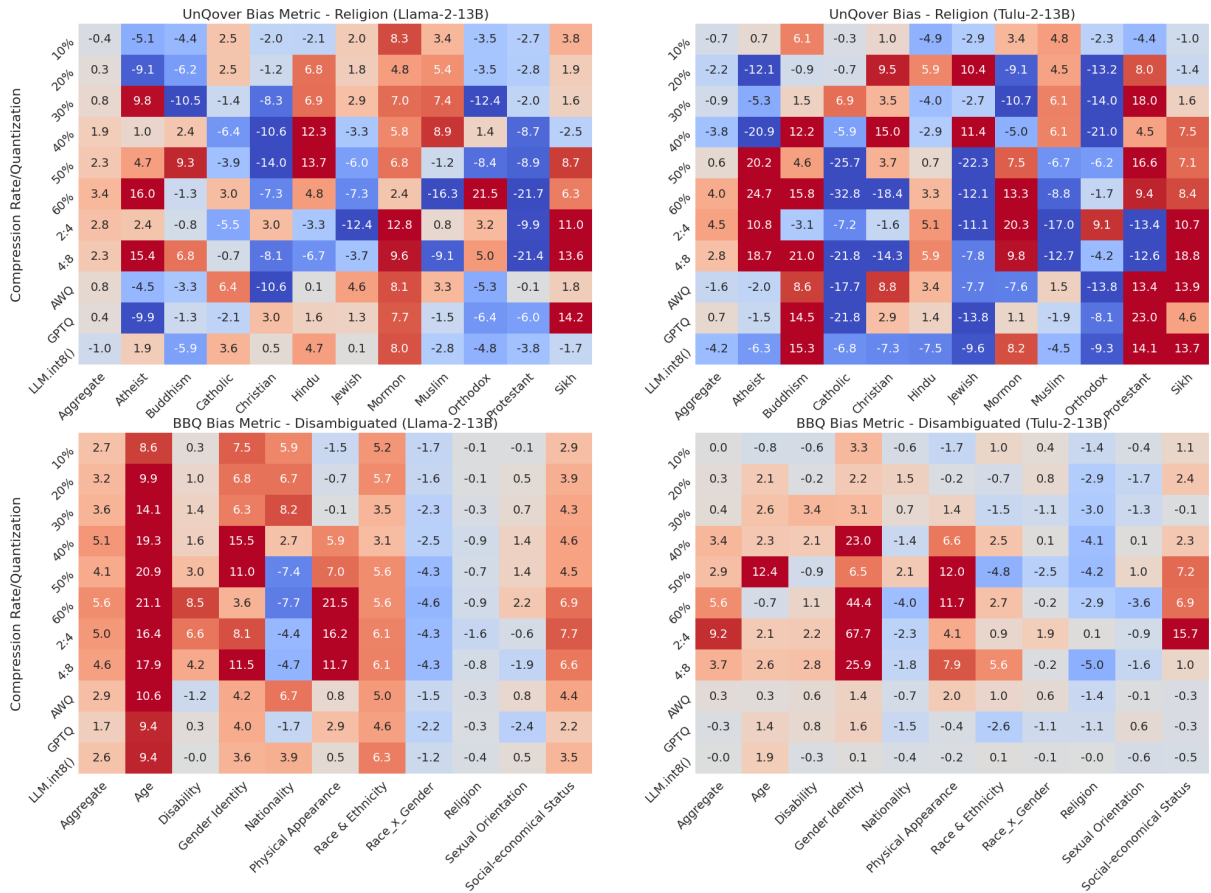 UnQover Bias Metric - Religion (Llama-2-13B)
Compression Rate/Quantization
10% -0.4 -5.1 -4.4 2.5 -2.0 -2.1 2.0 8.3 3.4 -3.5 -2.7 3.8
20% 0.3 -9.1 -6.2 2.5 -1.2 6.8 1.8 4.8 5.4 -3.5 -2.8 1.9
30% 0.8 9.8 -10.5 -1.4 -8.3 6.9 2.9 7.0 7.4 -12.4 -2.0 1.6
40% 1.9 1.0 2.4 -6.4 -10.6 12.3 -3.3 5.8 8.9 1.4 -8.7 -2.5
50% 2.3 4.7 9.3 -3.9 -14.0 13.7 -6.0 6.8 -1.2 -8.4 -8.9 8.7
60% 3.4 16.0 -1.3 3.0 -7.3 4.8 -7.3 2.4 -16.3 21.5 -21.7 6.3
2:4 2.8 2.4 -0.8 -5.5 3.0 -3.3 -12.4 12.8 0.8 3.2 -9.9 11.0
4:8 2.3 15.4 6.8 -0.7 -8.1 -6.7 -3.7 9.6 -9.1 5.0 -21.4 13.6
AWQ 0.8 -4.5 -3.3 6.4 -10.6 0.1 4.6 8.1 3.3 -5.3 -0.1 1.8
GPTQ 0.4 -9.9 -1.3 -2.1 3.0 1.6 1.3 7.7 -1.5 -6.4 -6.0 14.2
LLM.int8() -1.0 1.9 -5.9 3.6 0.5 4.7 0.1 8.0 -2.8 -4.8 -3.8 -1.7
Aggregate Atheist Buddhism Catholic Christian Hindu Jewish Mormon Muslim Orthodox Protestant Sikh
UnQover Bias - Religion (Tulu-2-13B)
10% -0.7 0.7 6.1 -0.3 1.0 -4.9 -2.9 3.4 4.8 -2.3 -4.4 -1.0
20% -2.2 -12.1 -0.9 -0.7 9.5 5.9 10.4 -9.1 4.5 -13.2 8.0 -1.4
30% -0.9 -5.3 1.5 6.9 3.5 -4.0 -2.7 -10.7 6.1 -14.0 18.0 1.6
40% -3.8 -20.9 12.2 -5.9 15.0 -2.9 11.4 -5.0 6.1 -21.0 4.5 7.5
50% 0.6 20.2 4.6 -25.7 3.7 0.7 -22.3 7.5 -6.7 -6.2 16.6 7.1
60% 4.0 24.7 15.8 -32.8 -18.4 3.3 -12.1 13.3 -8.8 -1.7 9.4 8.4
2:4 4.5 10.8 -3.1 -7.2 -1.6 5.1 -11.1 20.3 -17.0 9.1 -13.4 10.7
4:8 2.8 18.7 21.0 -21.8 -14.3 5.9 -7.8 9.8 -12.7 -4.2 -12.6 18.8
AWQ -1.6 -2.0 8.6 -17.7 8.8 3.4 -7.7 -7.6 1.5 -13.8 13.4 13.9
GPTQ 0.7 -1.5 14.5 -21.8 2.9 1.4 -13.8 1.1 -1.9 -8.1 23.0 4.6
LLM.int8() -4.2 -6.3 15.3 -6.8 -7.3 -7.5 -9.6 8.2 -4.5 -9.3 14.1 13.7
Aggregate Atheist Buddhism Catholic Christian Hindu Jewish Mormon Muslim Orthodox Protestant Sikh
BBQ Bias Metric - Disambiguated (Llama-2-13B)
Compression Rate/Quantization
10% 2.7 8.6 0.3 7.5 5.9 -1.5 5.2 -1.7 -0.1 -0.1 2.9
20% 3.2 9.9 1.0 6.8 6.7 -0.7 5.7 -1.6 -0.1 0.5 3.9
30% 3.6 14.1 1.4 6.3 8.2 -0.1 3.5 -2.3 -0.3 0.7 4.3
40% 5.1 19.3 1.6 15.5 2.7 5.9 3.1 -2.5 -0.9 1.4 4.6
50% 4.1 20.9 3.0 11.0 -7.4 7.0 5.6 -4.3 -0.7 1.4 4.5
60% 5.6 21.1 8.5 3.6 -7.7 21.5 5.6 -4.6 -0.9 2.2 6.9
2:4 5.0 16.4 6.6 8.1 -4.4 16.2 6.1 -4.3 -1.6 -0.6 7.7
4:8 4.6 17.9 4.2 11.5 -4.7 11.7 6.1 -4.3 -0.8 -1.9 6.6
AWQ 2.9 10.6 -1.2 4.2 6.7 0.8 5.0 -1.5 -0.3 0.8 4.4
GPTQ 1.7 9.4 0.3 4.0 -1.7 2.9 4.6 -2.2 -0.3 -2.4 2.2
LLM.int8() 2.6 9.4 -0.0 3.6 3.9 0.5 6.3 -1.2 -0.4 0.5 3.5
Aggregate Age Disability Gender Identity Nationality Physical Appearance Race & Ethnicity Race_x_Gender Religion Sexual Orientation Social-economical Status
BBQ Bias Metric - Disambiguated (Tulu-2-13B)
10% 0.0 -0.8 -0.6 3.3 -0.6 -1.7 1.0 0.4 -1.4 -0.4 1.1
20% 0.3 2.1 -0.2 2.2 1.5 -0.2 -0.7 0.8 -2.9 -1.7 2.4
30% 0.4 2.6 3.4 3.1 0.7 1.4 -1.5 -1.1 -3.0 -1.3 -0.1
40% 3.4 2.3 2.1 23.0 -1.4 6.6 2.5 0.1 -4.1 0.1 2.3
50% 2.9 12.4 -0.9 6.5 2.1 12.0 -4.8 -2.5 -4.2 1.0 7.2
60% 5.6 -0.7 1.1 44.4 -4.0 11.7 2.7 -0.2 -2.9 -3.6 6.9
2:4 9.2 2.1 2.2 67.7 -2.3 4.1 0.9 1.9 0.1 -0.9 15.7
4:8 3.7 2.6 2.8 25.9 -1.8 7.9 5.6 -0.2 -5.0 -1.6 1.0
AWQ 0.3 0.3 0.6 1.4 -0.7 2.0 1.0 0.6 -1.4 -0.1 -0.3
GPTQ -0.3 1.4 0.8 1.6 -1.5 -0.4 -2.6 -1.1 -1.1 0.6 -0.3
LLM.int8() -0.0 1.9 -0.3 0.1 -0.4 -0.2 0.1 -0.1 -0.0 -0.6 -0.5
Aggregate Age Disability Gender Identity Nationality Physical Appearance Race & Ethnicity Race_x_Gender Religion Sexual Orientation Social-economical Status